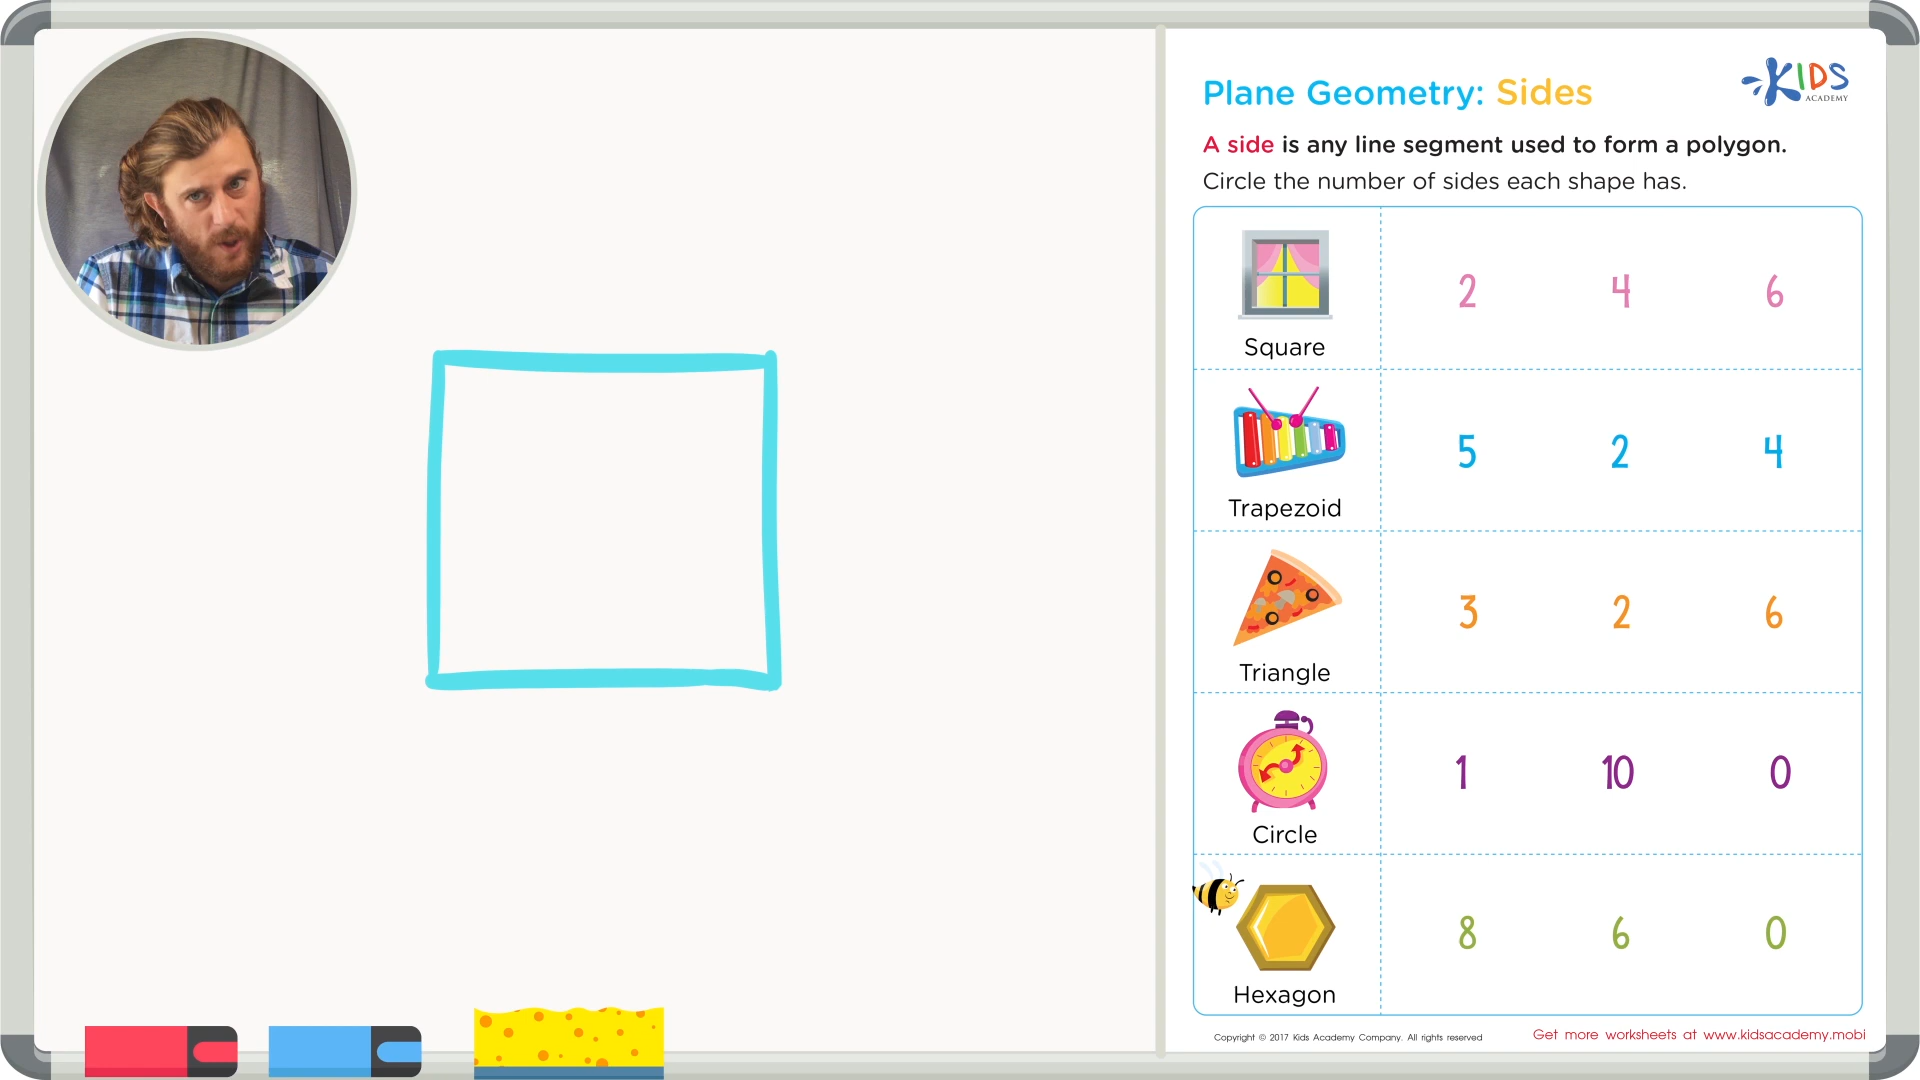 KIDS
ACADEMY
Plane Geometry: Sides
A side is any line segment used to form a polygon.
Circle the number of sides each shape has.
Square
2 4 6
Trapezoid
5 2 4
Triangle
3 2 6
Circle
1 10 0
Hexagon
8 6 0
Copyright © 2017 Kids Academy Company. All rights reserved
Get more worksheets at www.kidsacademy.mobi